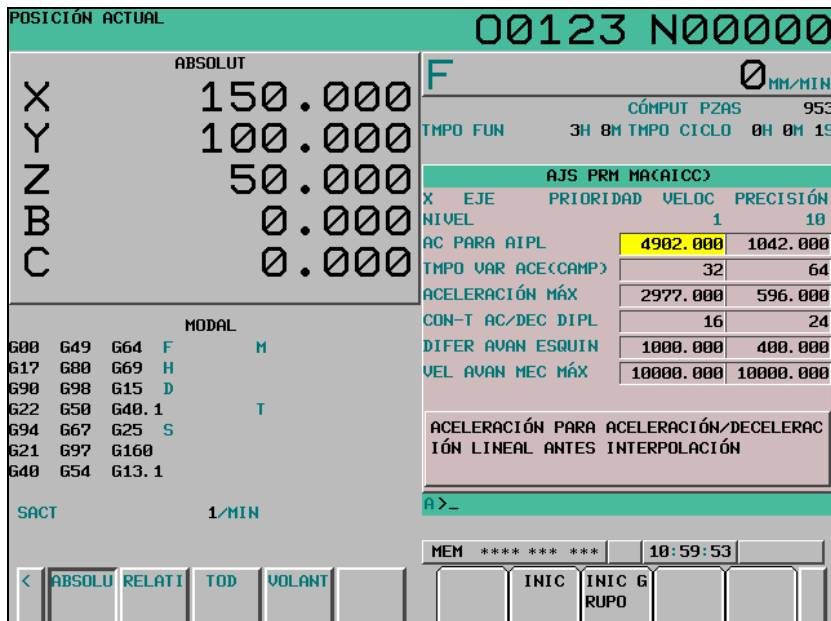 POSICIÓN ACTUAL
O0123 N00000
ABSOLUT
X 150.000
Y 100.000
Z 50.000
B 0.000
C 0.000
MODAL
G00 G49 G64 F M
G17 G80 G69 H
G90 G98 G15 D
G22 G50 G40.1 T
G94 G67 G25 S
G21 G97 G160
G40 G54 G13.1
SACT 1/MIN
F 0 MM/MIN
CÓMPUT PZAS 953
TMPO FUN 3H 8M TMPO CICLO 0H 0M 1S
AJS PRM MA(AICC)
X EJE PRIORIDAD VELOC PRECISIÓN
NIVEL 1 10
AC PARA AIPL 4902.000 1042.000
TMPO VAR ACE(CAMP) 32 64
ACELERACIÓN MÁX 2977.000 596.000
CON-T AC/DEC DIPL 16 24
DIFER AVAN ESQUIN 1000.000 400.000
VEL AVAN MEC MÁX 10000.000 10000.000
ACELERACIÓN PARA ACELERACIÓN/DECELERAC
IÓN LINEAL ANTES INTERPOLACIÓN
A>_
MEM **** *** *** 10:59:53
< ABSOLU RELATI TOD VOLANT
INIC INIC G
RUPO